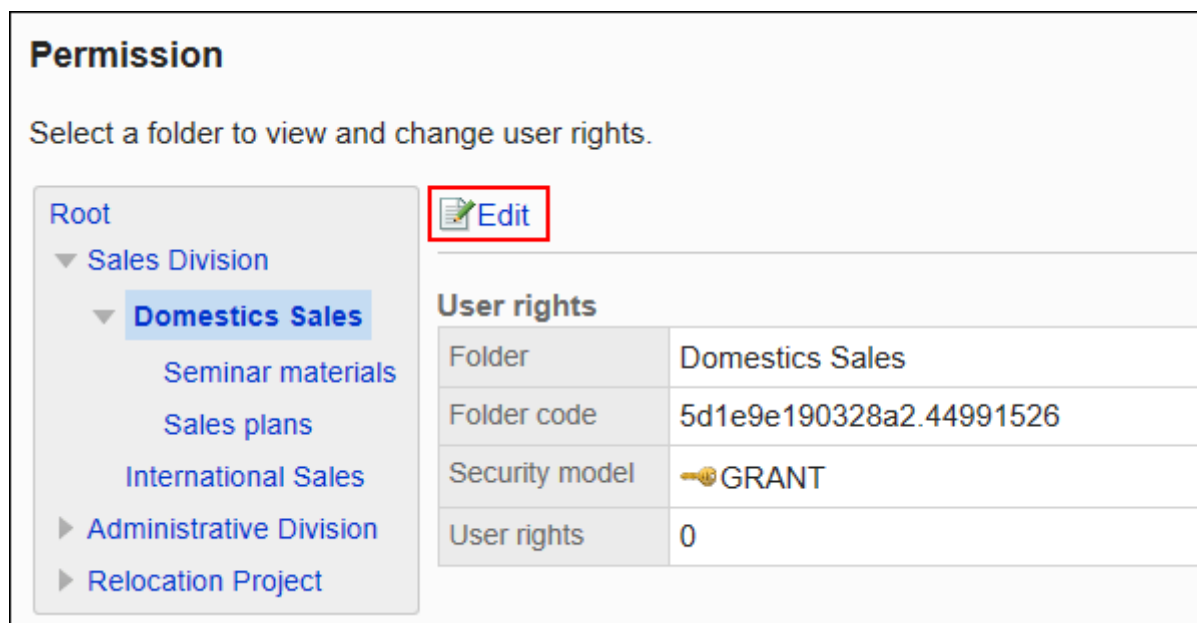 Permission
Select a folder to view and change user rights.
Root
Sales Division
Domestics Sales
Seminar materials
Sales plans
International Sales
Administrative Division
Relocation Project
Edit
User rights
Folder Domestics Sales
Folder code 5d1e9e190328a2.44991526
Security model GRANT
User rights 0